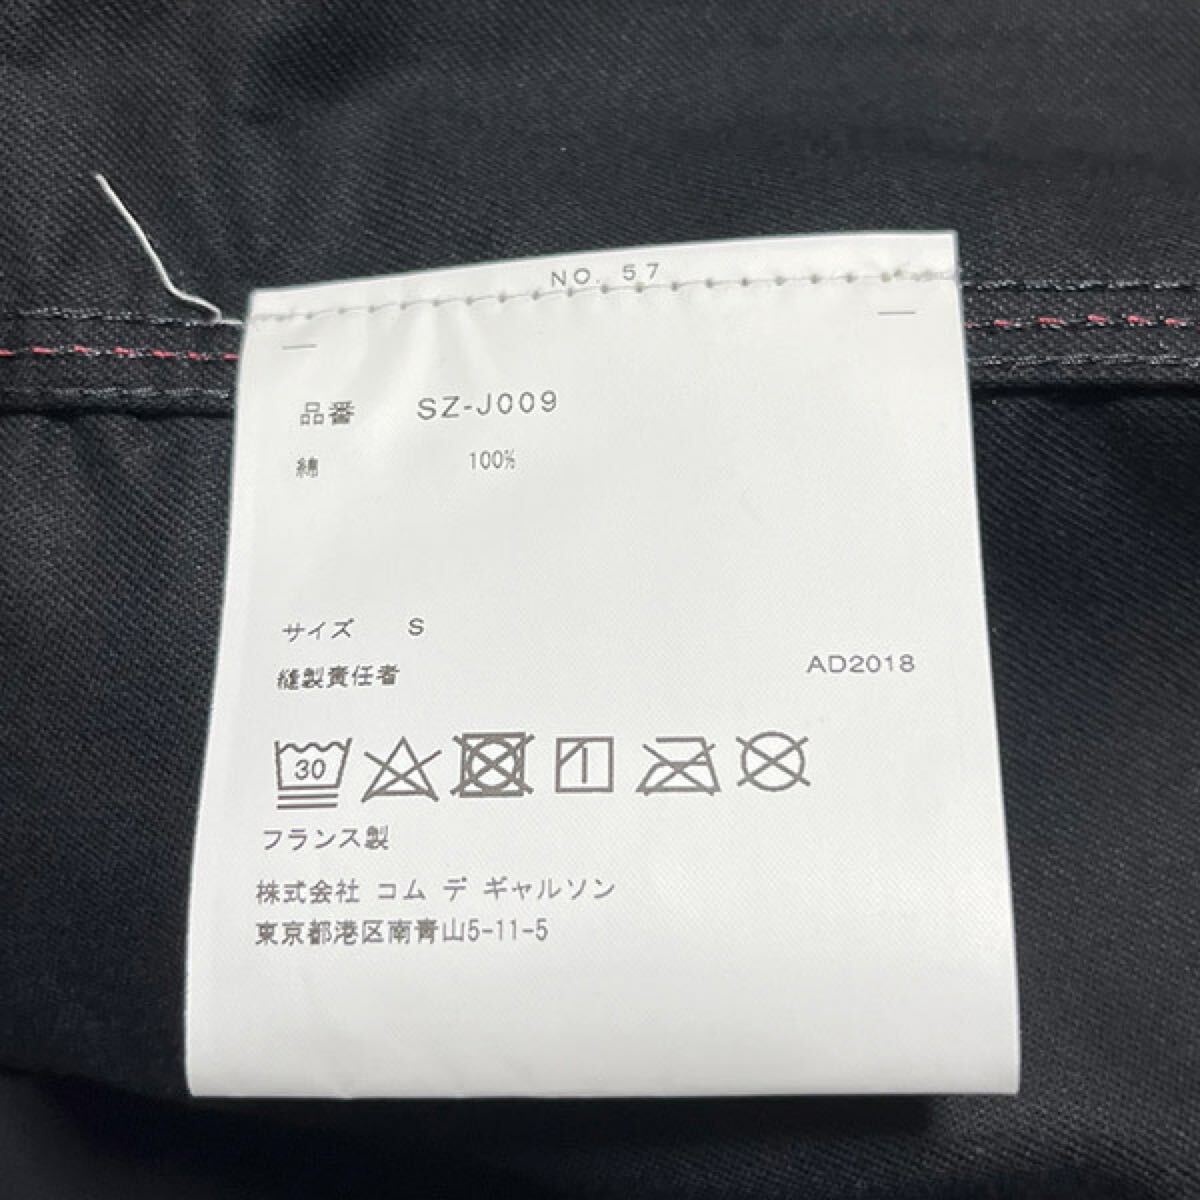 NO. 57
品番 SZ-J009
綿 100%
サイズ S
縫製責任者 AD2018
30
フランス製
株式会社 コム デ ギャルソン
東京都港区南青山5-11-5